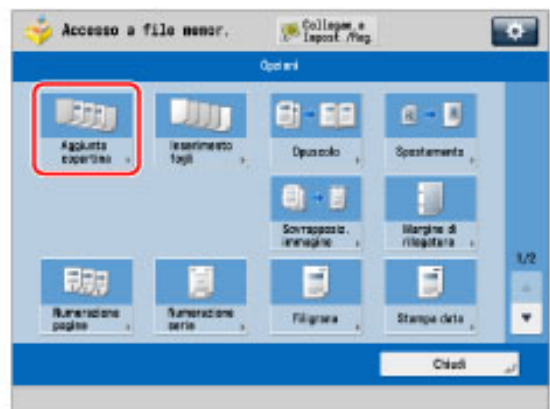 Accesso a file memor.
Collegam. a
Impost./Reg.
Opzioni
Aggiunta
copertina
Inserimento
fogli
Opuscolo
Spostamento
Sovrapposiz.
immagine
Margine di
rilegatura
1/2
Numerazione
pagine
Numerazione
serie
Filigrana
Stampa data
Chiudi